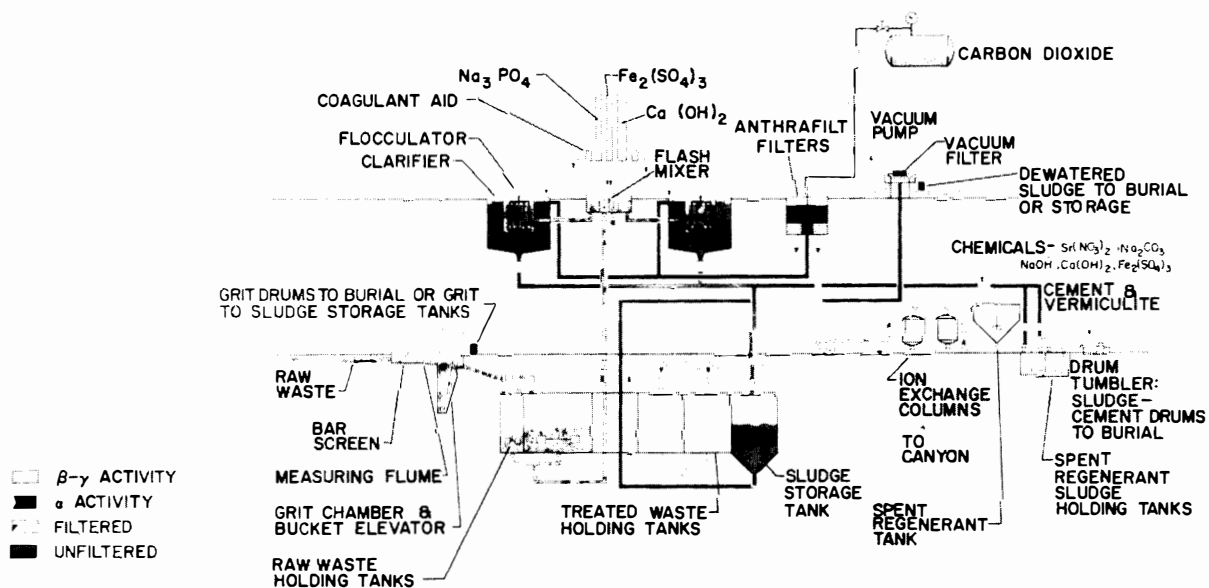 CARBON DIOXIDE
Na3 PO4
Fe2(SO4)3
COAGULANT AID
Ca (OH)2
FLOCCULATOR
CLARIFIER
FLASH
MIXER
ANTHRAFILT
FILTERS
VACUUM
PUMP
VACUUM
FILTER
DEWATERED
SLUDGE TO BURIAL
OR STORAGE
CHEMICALS- Sr(NO3)2 ,Na2CO3
NaOH ,Ca(OH)2 ,Fe2(SO4)3
CEMENT &
VERMICULITE
GRIT DRUMS TO BURIAL OR GRIT
TO SLUDGE STORAGE TANKS
RAW
WASTE
BAR
SCREEN
MEASURING FLUME
GRIT CHAMBER &
BUCKET ELEVATOR
RAW WASTE
HOLDING TANKS
TREATED WASTE
HOLDING TANKS
SLUDGE
STORAGE
TANK
ION
EXCHANGE
COLUMNS
TO
CANYON
SPENT
REGENERANT
TANK
DRUM
TUMBLER:
SLUDGE-
CEMENT DRUMS
TO BURIAL
SPENT
REGENERANT
SLUDGE
HOLDING TANKS
β-γ ACTIVITY
α ACTIVITY
FILTERED
UNFILTERED